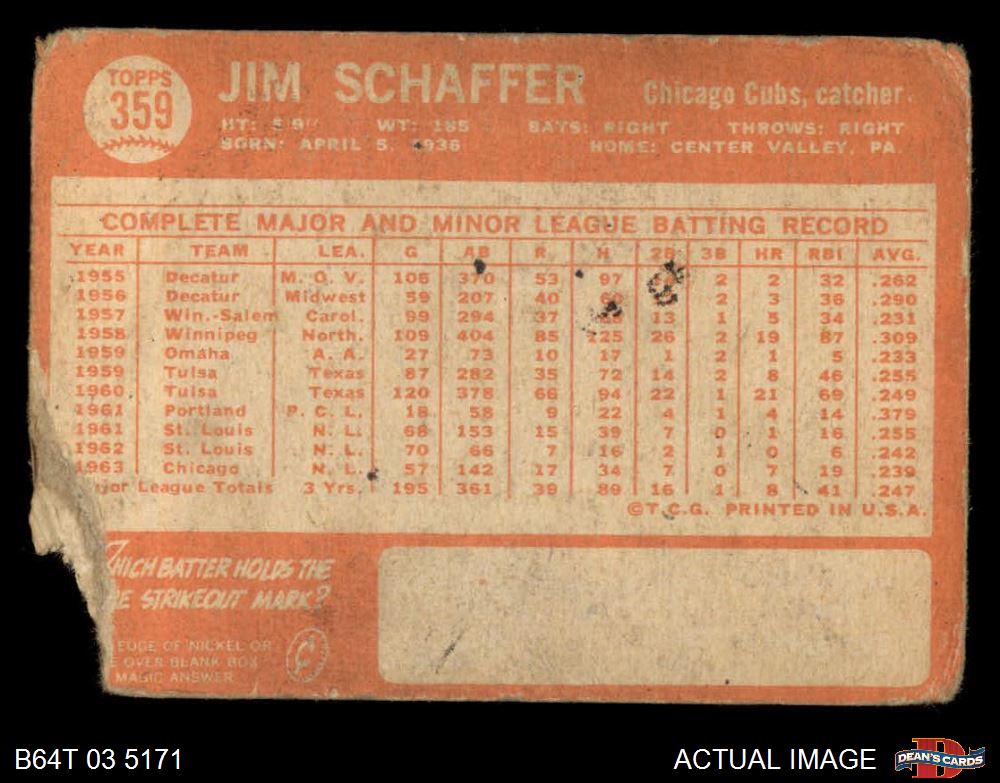 TOPPS
359
JIM SCHAFFER
Chicago Cubs, catcher
HT: 5'9" WT: 185 BATS: RIGHT THROWS: RIGHT
BORN: APRIL 5, 1936 HOME: CENTER VALLEY, PA.
COMPLETE MAJOR AND MINOR LEAGUE BATTING RECORD
YEAR TEAM LEA. G AB R H 2B 3B HR RBI AVG.
1955 Decatur M. O. V. 106 370 53 97 2 2 32 .262
1956 Decatur Midwest 59 207 40 2 3 36 .290
1957 Win.-Salem Carol. 99 294 37 13 1 5 34 .231
1958 Winnipeg North. 109 404 85 125 26 2 19 87 .309
1959 Omaha A. A. 27 73 10 17 1 2 1 5 .233
1959 Tulsa Texas 87 282 35 72 14 2 8 46 .255
1960 Tulsa Texas 120 378 66 94 22 1 21 69 .249
1961 Portland P. C. L. 18 58 9 22 4 1 4 14 .379
1961 St. Louis N. L. 68 153 15 39 7 0 1 16 .255
1962 St. Louis N. L. 70 66 7 16 2 1 0 6 .242
1963 Chicago N. L. 57 142 17 34 7 0 7 19 .239
jor League Totals 3 Yrs. 195 361 39 89 16 1 8 41 .247
©T.C.G. PRINTED IN U.S.A.
WHICH BATTER HOLDS THE
STRIKEOUT MARK?
EDGE OF NICKEL OR
OVER BLANK BOX
MAGIC ANSWER
B64T 03 5171
ACTUAL IMAGE
D
DEAN'S CARDS